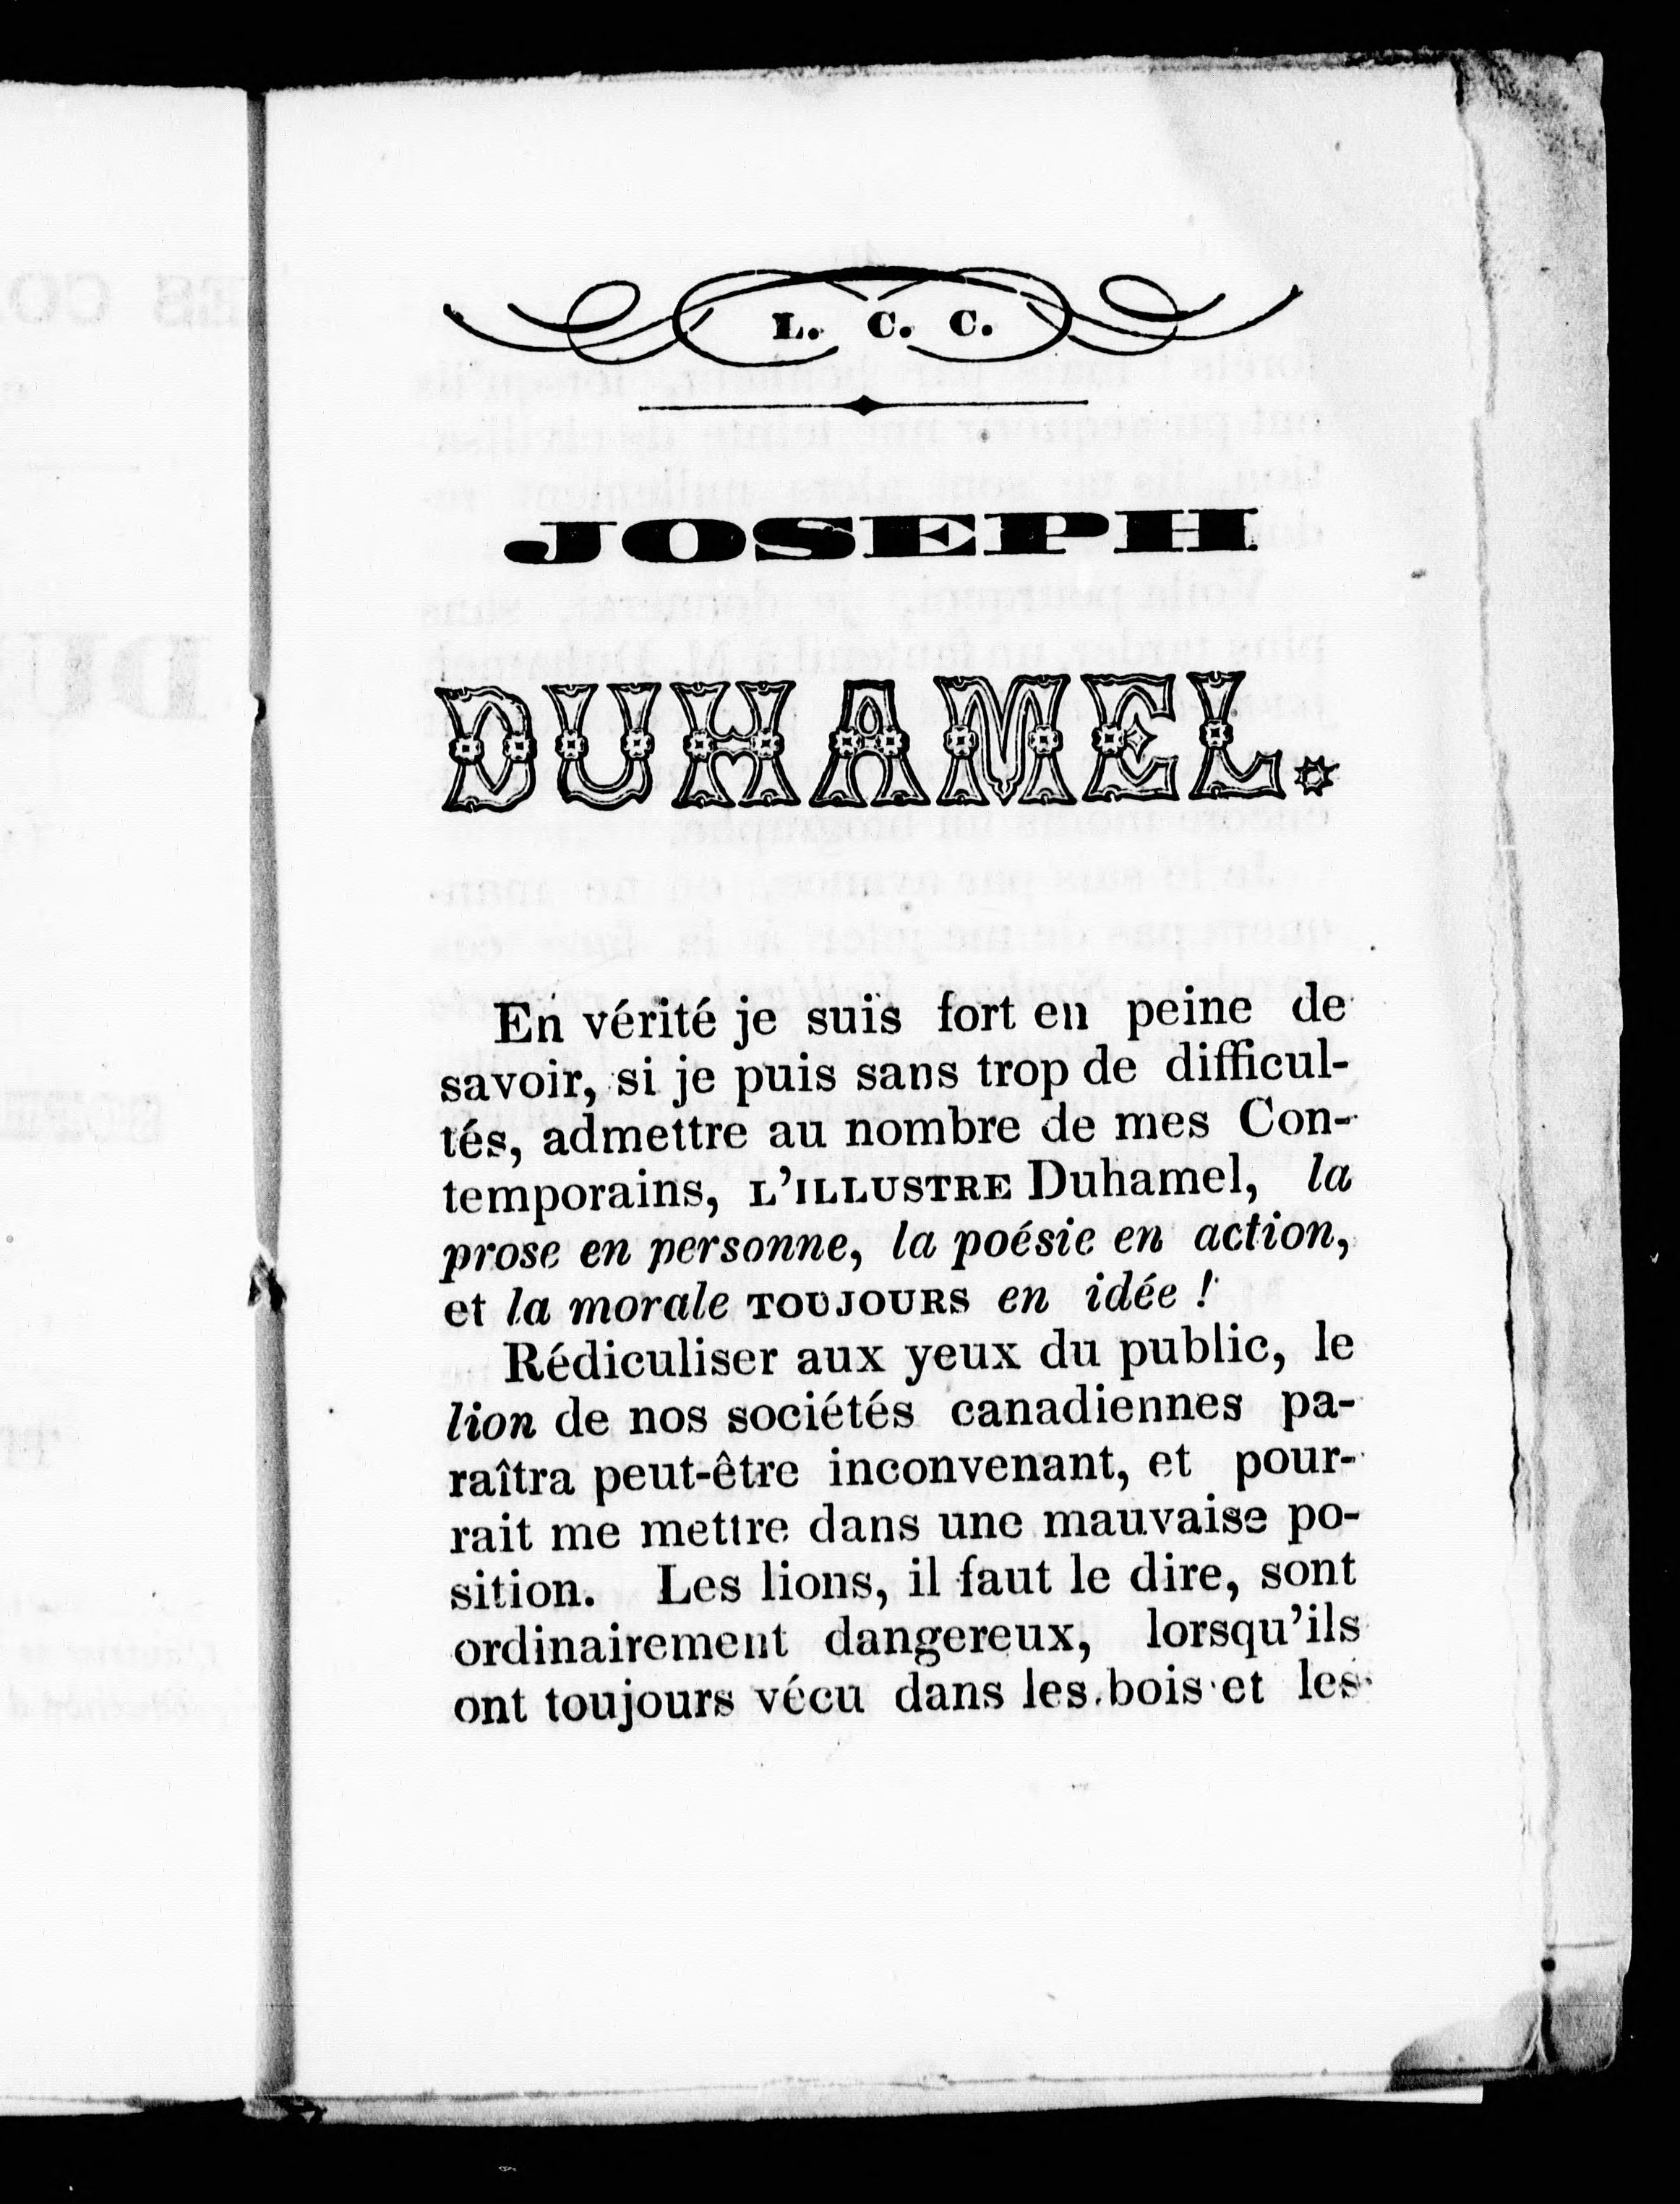 L. C. C.
JOSEPH
DUHAMEL.
En vérité je suis fort en peine de
savoir, si je puis sans trop de difficul-
tés, admettre au nombre de mes Con-
temporains, L'ILLUSTRE Duhamel, la
prose en personne, la poésie en action,
et la morale TOUJOURS en idée !
Rédiculiser aux yeux du public, le
lion de nos sociétés canadiennes pa-
raîtra peut-être inconvenant, et pour-
rait me mettre dans une mauvaise po-
sition. Les lions, il faut le dire, sont
ordinairement dangereux, lorsqu'ils
ont toujours vécu dans les bois et les